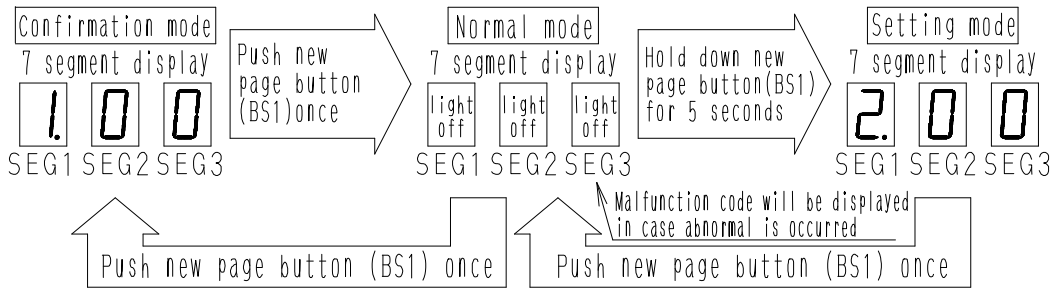 Confirmation mode
7 segment display
1. 0 0
SEG1 SEG2 SEG3
Push new
page button
(BS1)once
Normal mode
7 segment display
light off light off light off
SEG1 SEG2 SEG3
Hold down new
page button(BS1)
for 5 seconds
Setting mode
7 segment display
2. 0 0
SEG1 SEG2 SEG3
Malfunction code will be displayed
in case abnormal is occurred
Push new page button (BS1) once
Push new page button (BS1) once